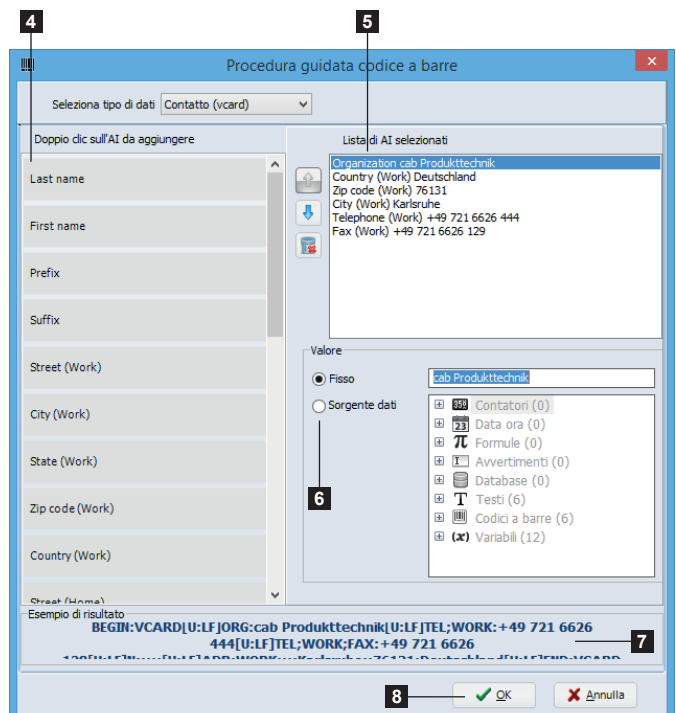 4
5
Procedura guidata codice a barre
Seleziona tipo di dati Contatto (vcard)
Doppio clic sull'AI da aggiungere
Last name
First name
Prefix
Suffix
Street (Work)
City (Work)
State (Work)
Zip code (Work)
Country (Work)
Street (Home)
Lista di AI selezionati
Organization cab Produkttechnik
Country (Work) Deutschland
Zip code (Work) 76131
City (Work) Karlsruhe
Telephone (Work) +49 721 6626 444
Fax (Work) +49 721 6626 129
Valore
Fisso
cab Produkttechnik
Sorgente dati
358 Contatori (0)
23 Data ora (0)
π Formule (0)
I Avvertimenti (0)
Database (0)
T Testi (6)
Codici a barre (6)
(x) Variabili (12)
6
Esempio di risultato
BEGIN:VCARD[U:LF]ORG:cab Produkttechnik[U:LF]TEL;WORK:+49 721 6626
444[U:LF]TEL;WORK;FAX:+49 721 6626
7
8
OK
Annulla